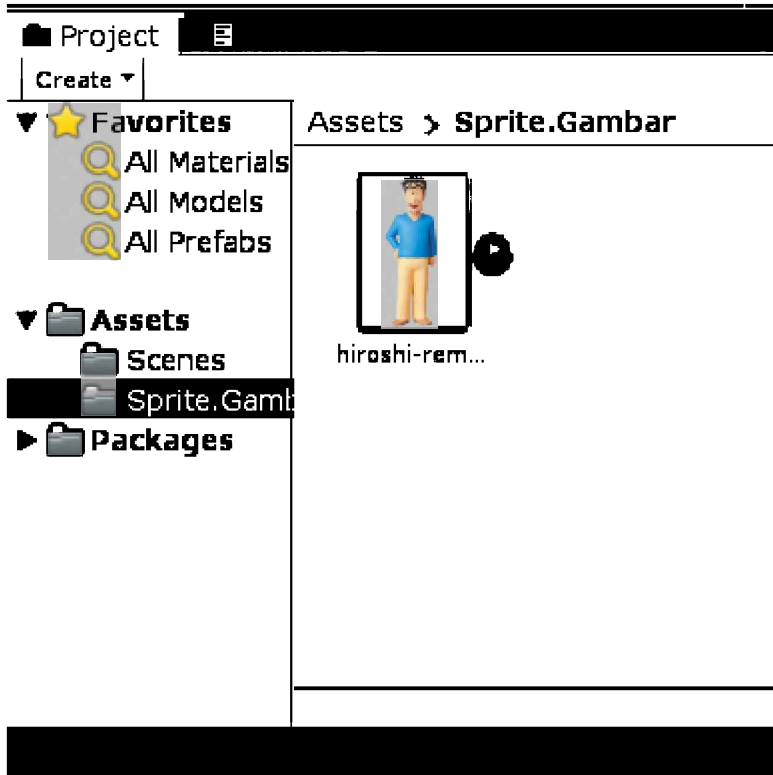 Project
Create
Favorites
All Materials
All Models
All Prefabs
Assets
Scenes
Sprite.Gamb
Packages
Assets > Sprite.Gambar
hiroshi-rem...